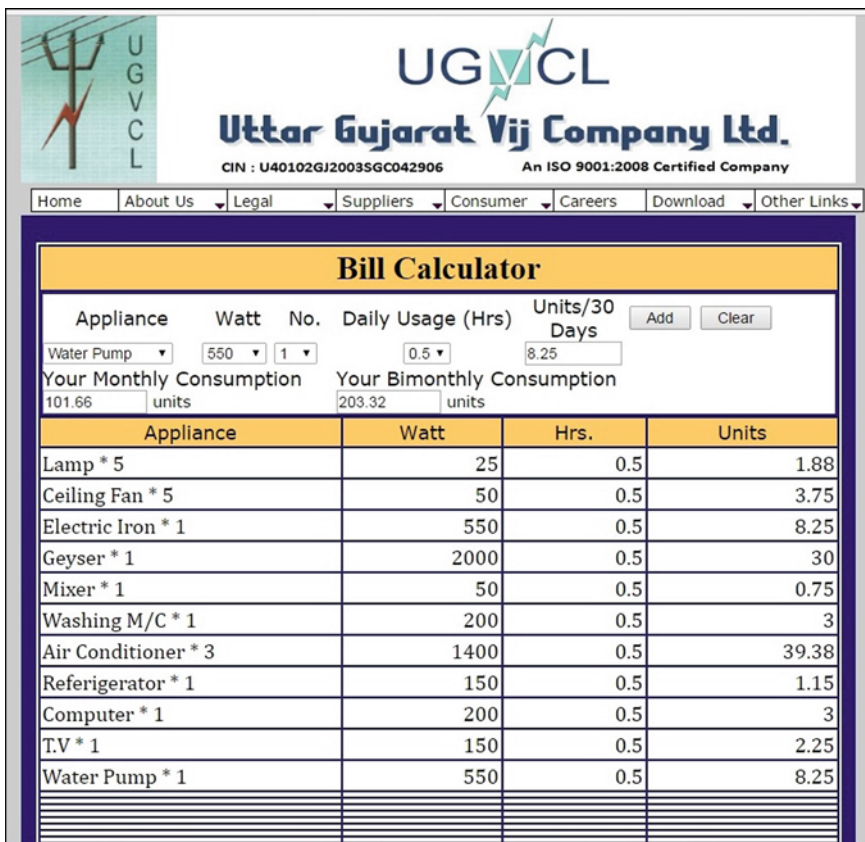 UGVCL
UGVCL
Uttar Gujarat Vij Company Ltd.
CIN : U40102GJ2003SGC042906 An ISO 9001:2008 Certified Company
Home About Us Legal Suppliers Consumer Careers Download Other Links
Bill Calculator
Appliance Watt No. Daily Usage (Hrs) Units/30 Days Add Clear
Water Pump 550 1 0.5 8.25
Your Monthly Consumption Your Bimonthly Consumption
101.66 units 203.32 units
Appliance Watt Hrs. Units
Lamp * 5 25 0.5 1.88
Ceiling Fan * 5 50 0.5 3.75
Electric Iron * 1 550 0.5 8.25
Geyser * 1 2000 0.5 30
Mixer * 1 50 0.5 0.75
Washing M/C * 1 200 0.5 3
Air Conditioner * 3 1400 0.5 39.38
Referigerator * 1 150 0.5 1.15
Computer * 1 200 0.5 3
T.V * 1 150 0.5 2.25
Water Pump * 1 550 0.5 8.25